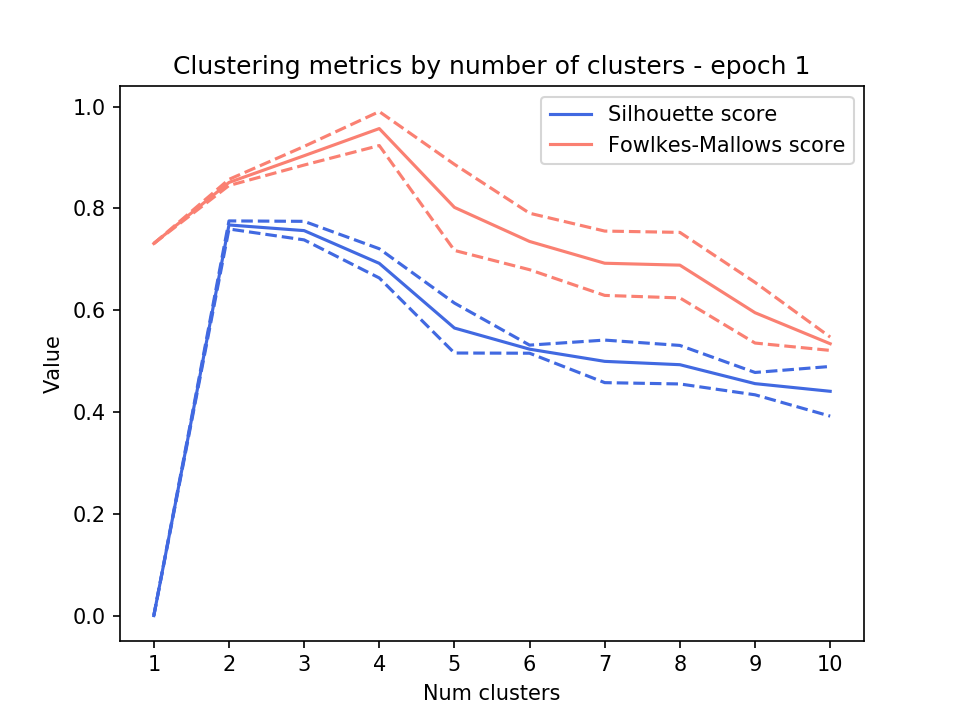 Clustering metrics by number of clusters - epoch 1
Silhouette score
Fowlkes-Mallows score
1.0
0.8
0.6
0.4
0.2
0.0
Value
1 2 3 4 5 6 7 8 9 10
Num clusters